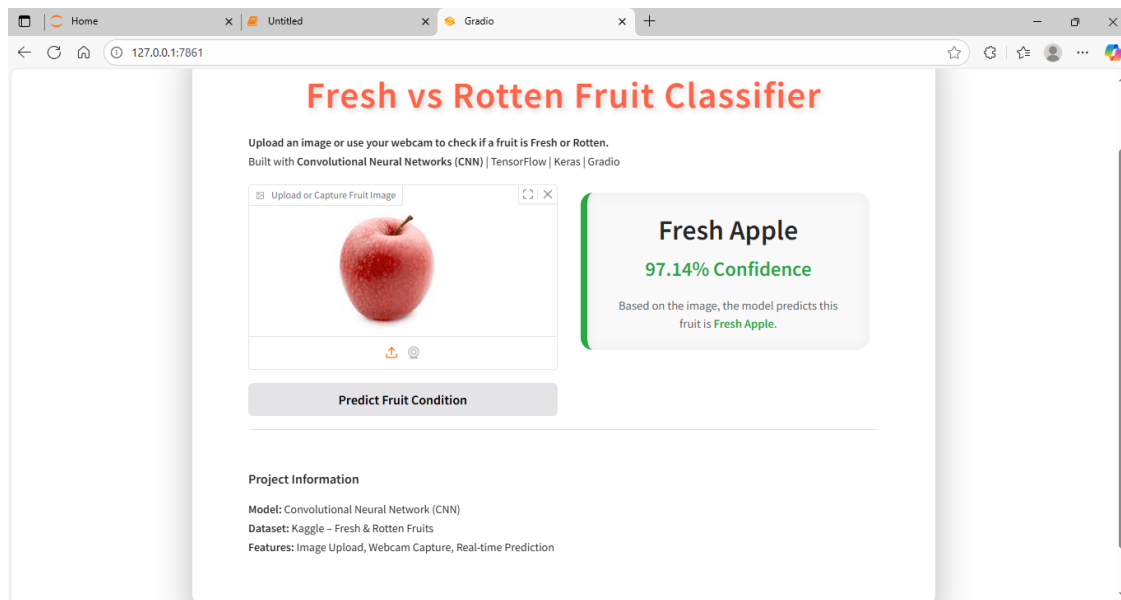 Home
Untitled
Gradio
127.0.0.1:7861
Fresh vs Rotten Fruit Classifier
Upload an image or use your webcam to check if a fruit is Fresh or Rotten.
Built with Convolutional Neural Networks (CNN) | TensorFlow | Keras | Gradio
Upload or Capture Fruit Image
Fresh Apple
97.14% Confidence
Based on the image, the model predicts this
fruit is Fresh Apple.
Predict Fruit Condition
Project Information
Model: Convolutional Neural Network (CNN)
Dataset: Kaggle – Fresh & Rotten Fruits
Features: Image Upload, Webcam Capture, Real-time Prediction